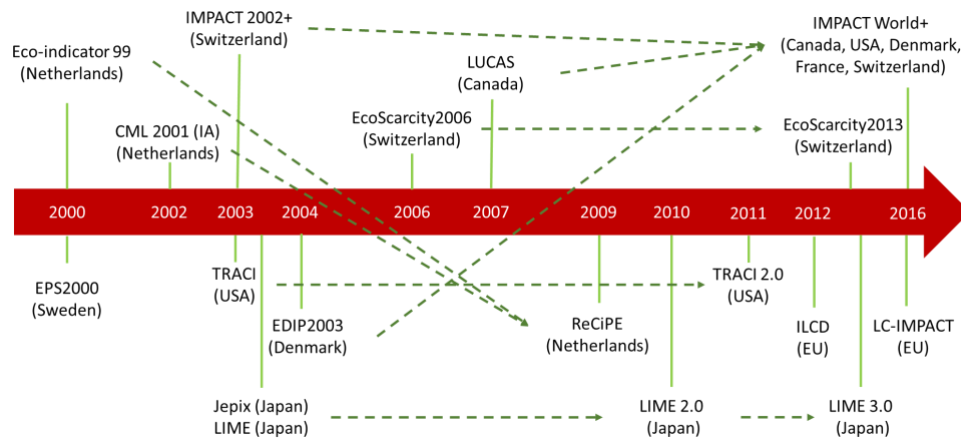 IMPACT 2002+
(Switzerland)
IMPACT World+
(Canada, USA, Denmark,
France, Switzerland)
Eco-indicator 99
(Netherlands)
LUCAS
(Canada)
CML 2001 (IA)
(Netherlands)
EcoScarcity2006
(Switzerland)
EcoScarcity2013
(Switzerland)
2000 2002 2003 2004 2006 2007 2009 2010 2011 2012 2016
EPS2000
(Sweden)
TRACI
(USA)
TRACI 2.0
(USA)
EDIP2003
(Denmark)
ReCiPE
(Netherlands)
ILCD
(EU)
LC-IMPACT
(EU)
Jepix (Japan)
LIME (Japan)
LIME 2.0
(Japan)
LIME 3.0
(Japan)